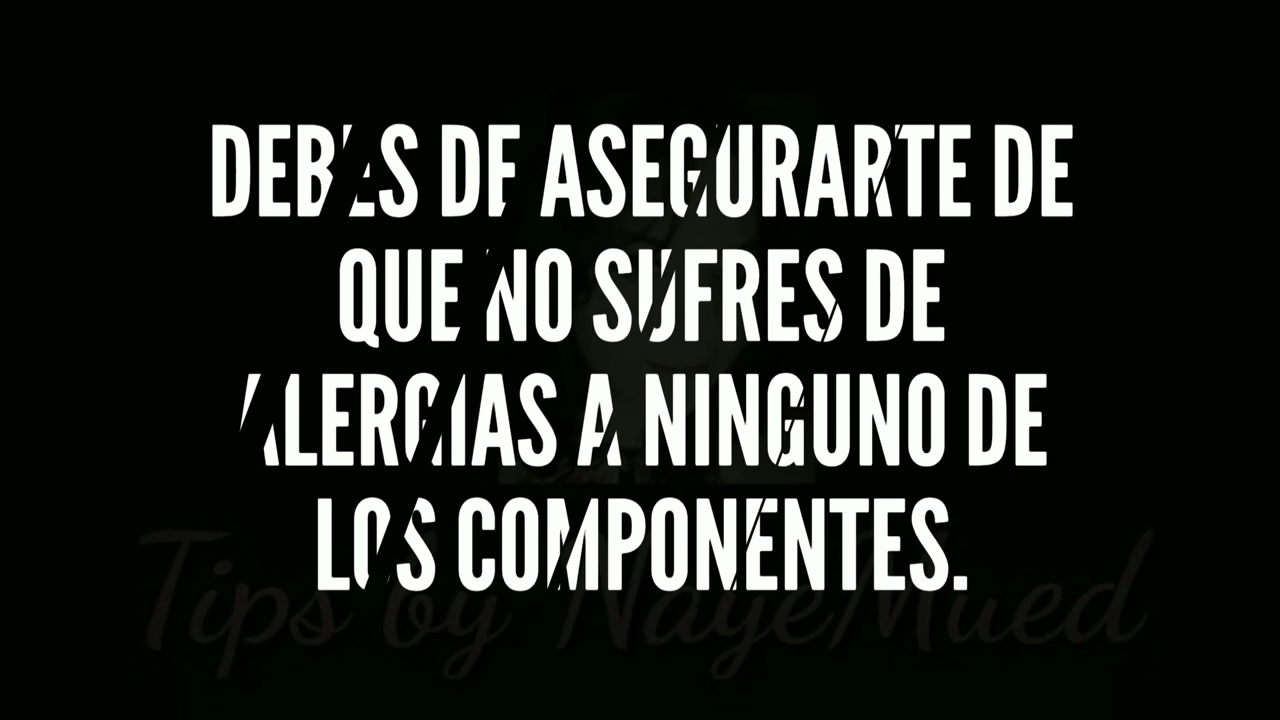 DEBES DE ASEGURARTE DE
QUE NO SUFRES DE
ALERGIAS A NINGUNO DE
LOS COMPONENTES.
Tips by NayeMued